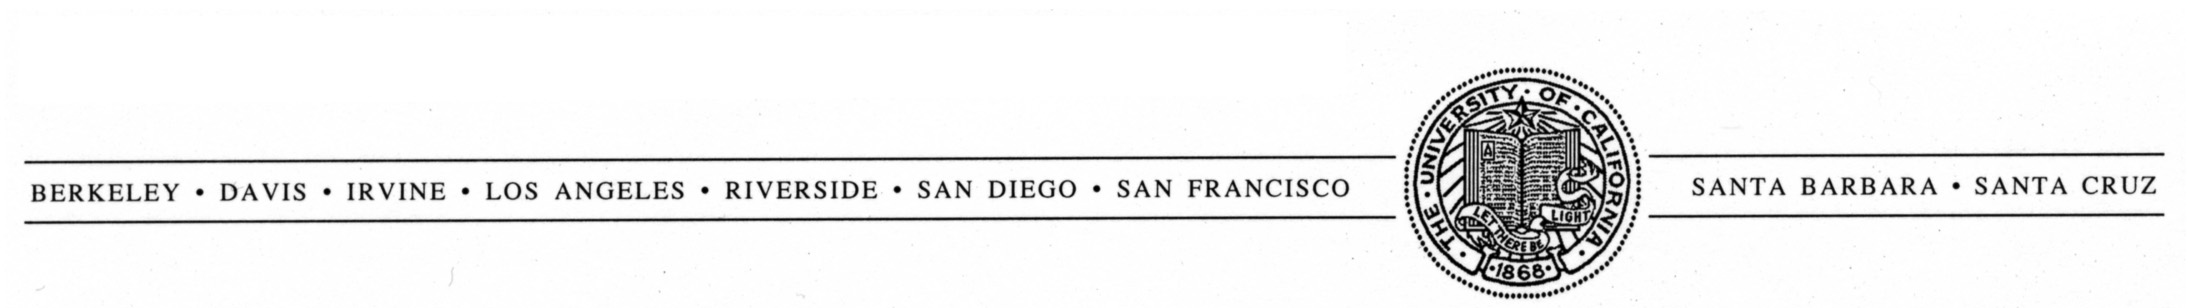 BERKELEY • DAVIS • IRVINE • LOS ANGELES • RIVERSIDE • SAN DIEGO • SAN FRANCISCO
THE • UNIVERSITY • OF • CALIFORNIA •
A
LET THERE BE LIGHT
• 1868 •
SANTA BARBARA • SANTA CRUZ